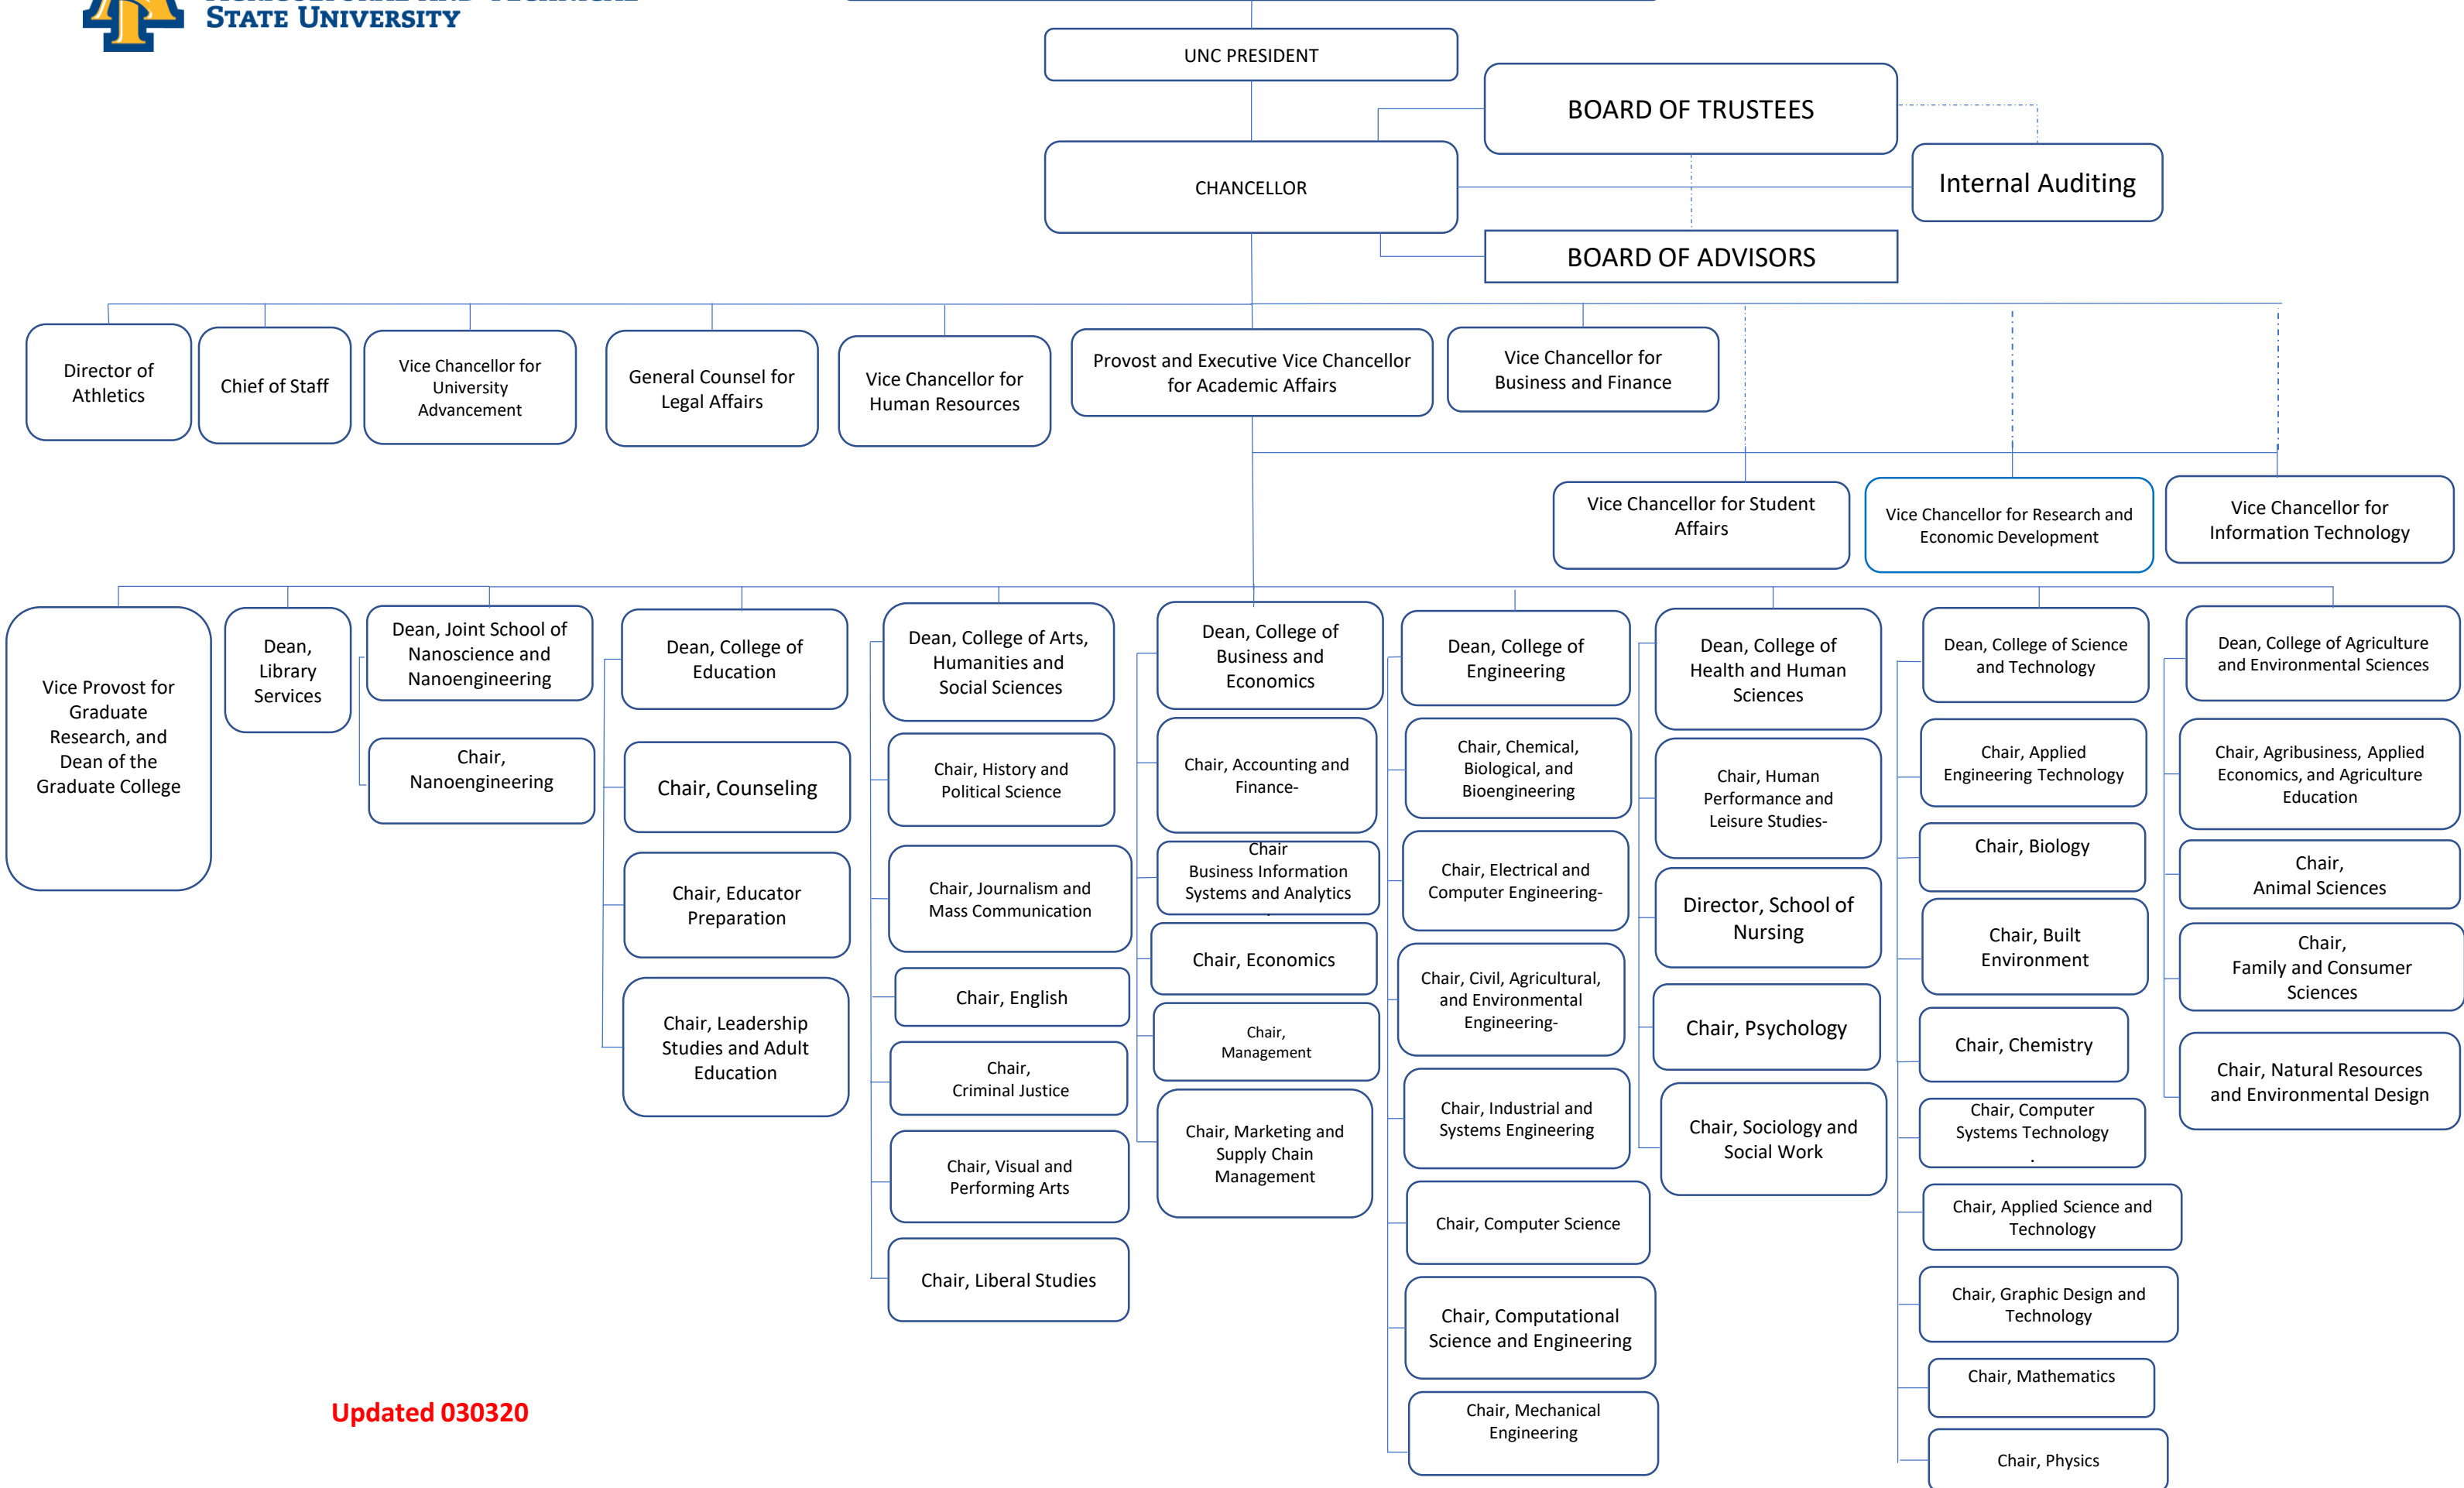 STATE UNIVERSITY
UNC PRESIDENT
BOARD OF TRUSTEES
CHANCELLOR
Internal Auditing
BOARD OF ADVISORS
Director of
Athletics
Chief of Staff
Vice Chancellor for
University
Advancement
General Counsel for
Legal Affairs
Vice Chancellor for
Human Resources
Provost and Executive Vice Chancellor
for Academic Affairs
Vice Chancellor for
Business and Finance
Vice Chancellor for Student
Affairs
Vice Chancellor for Research and
Economic Development
Vice Chancellor for
Information Technology
Vice Provost for
Graduate
Research, and
Dean of the
Graduate College
Dean,
Library
Services
Dean, Joint School of
Nanoscience and
Nanoengineering
Chair,
Nanoengineering
Dean, College of
Education
Chair, Counseling
Chair, Educator
Preparation
Chair, Leadership
Studies and Adult
Education
Dean, College of Arts,
Humanities and
Social Sciences
Chair, History and
Political Science
Chair, Journalism and
Mass Communication
Chair, English
Chair,
Criminal Justice
Chair, Visual and
Performing Arts
Chair, Liberal Studies
Dean, College of
Business and
Economics
Chair, Accounting and
Finance-
Chair
Business Information
Systems and Analytics
.
Chair, Economics
Chair,
Management
Chair, Marketing and
Supply Chain
Management
Dean, College of
Engineering
Chair, Chemical,
Biological, and
Bioengineering
Chair, Electrical and
Computer Engineering-
Chair, Civil, Agricultural,
and Environmental
Engineering-
Chair, Industrial and
Systems Engineering
Chair, Computer Science
Chair, Computational
Science and Engineering
Chair, Mechanical
Engineering
Dean, College of
Health and Human
Sciences
Chair, Human
Performance and
Leisure Studies-
Director, School of
Nursing
Chair, Psychology
Chair, Sociology and
Social Work
Dean, College of Science
and Technology
Chair, Applied
Engineering Technology
Chair, Biology
Chair, Built
Environment
Chair, Chemistry
Chair, Computer
Systems Technology
.
Chair, Applied Science and
Technology
Chair, Graphic Design and
Technology
Chair, Mathematics
Chair, Physics
Dean, College of Agriculture
and Environmental Sciences
Chair, Agribusiness, Applied
Economics, and Agriculture
Education
Chair,
Animal Sciences
Chair,
Family and Consumer
Sciences
Chair, Natural Resources
and Environmental Design
Updated 030320